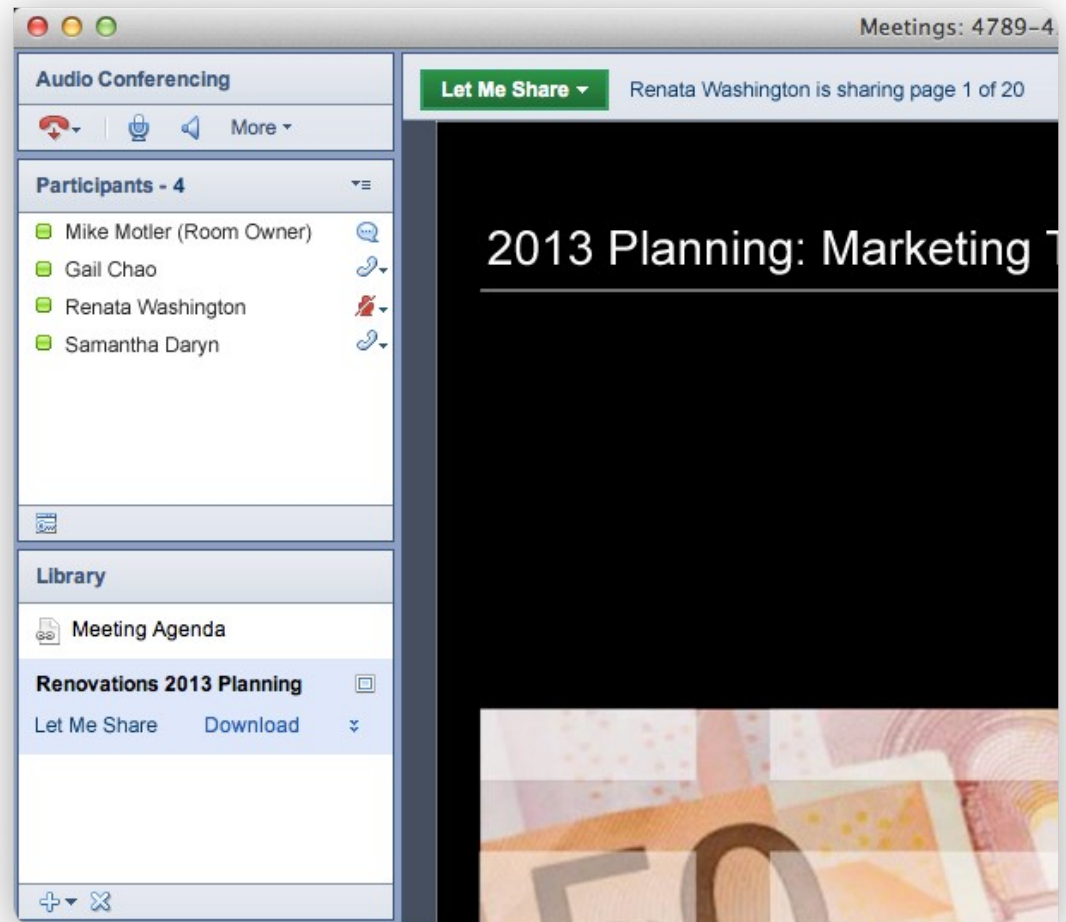 Meetings: 4789-4
Audio Conferencing
More
Participants - 4
Mike Motler (Room Owner)
Gail Chao
Renata Washington
Samantha Daryn
Library
Meeting Agenda
Renovations 2013 Planning
Let Me Share Download
Let Me Share Renata Washington is sharing page 1 of 20
2013 Planning: Marketing
50